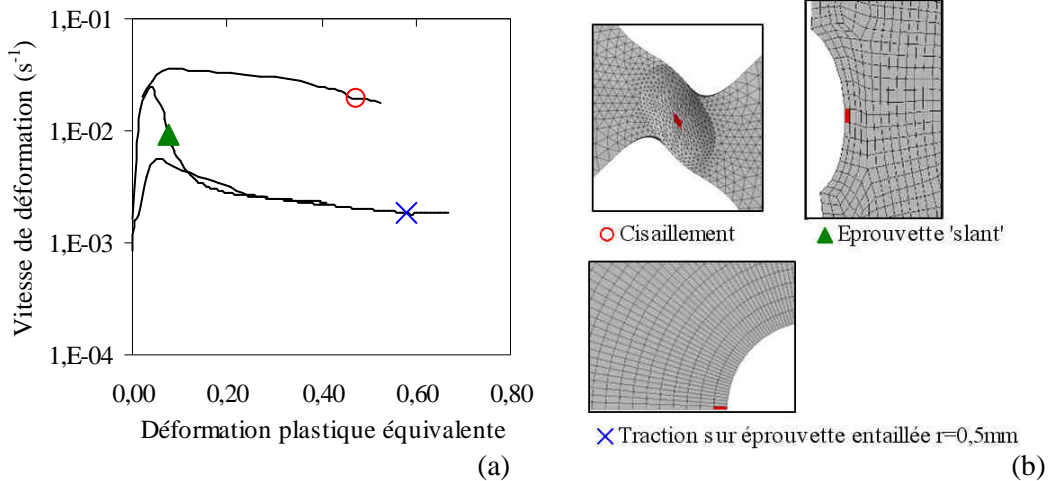 1,E-01
1,E-02
1,E-03
1,E-04
Vitesse de déformation (s-1)
0,00 0,20 0,40 0,60 0,80
Déformation plastique équivalente
(a)
Cisaillement
Eprouvette 'slant'
Traction sur éprouvette entaillée r=0,5mm
(b)